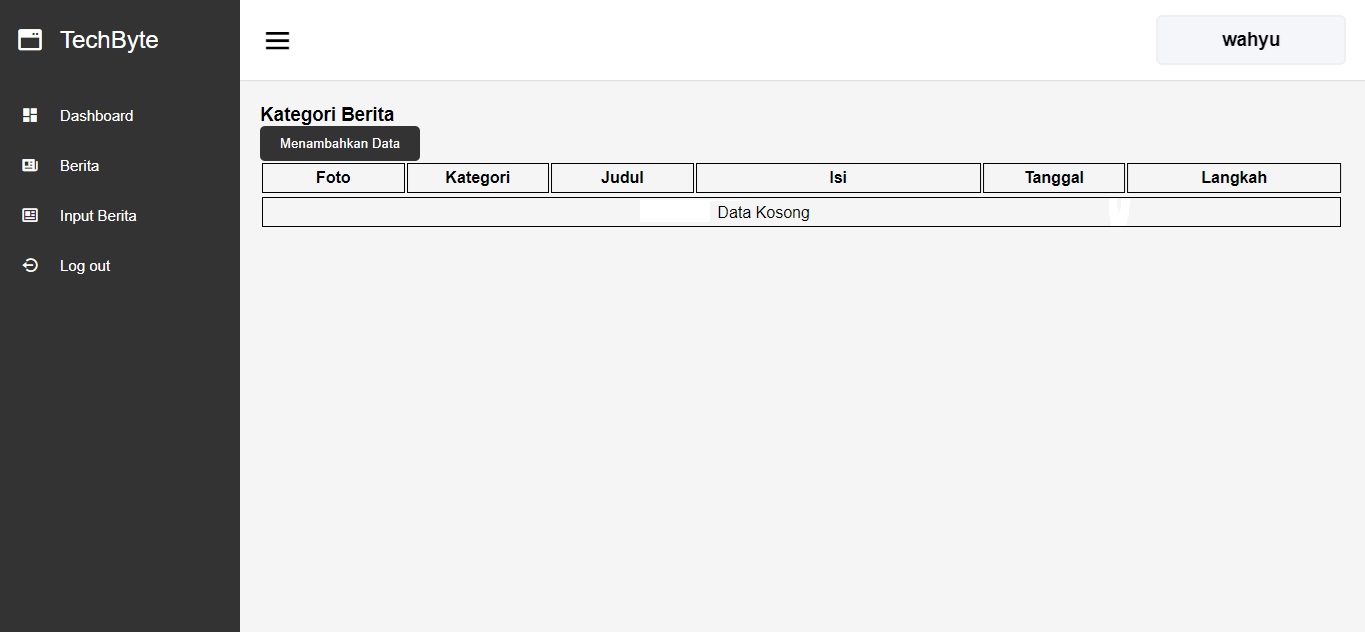 TechByte
wahyu
Dashboard
Berita
Input Berita
Log out
Kategori Berita
Menambahkan Data
Foto Kategori Judul Isi Tanggal Langkah
Data Kosong